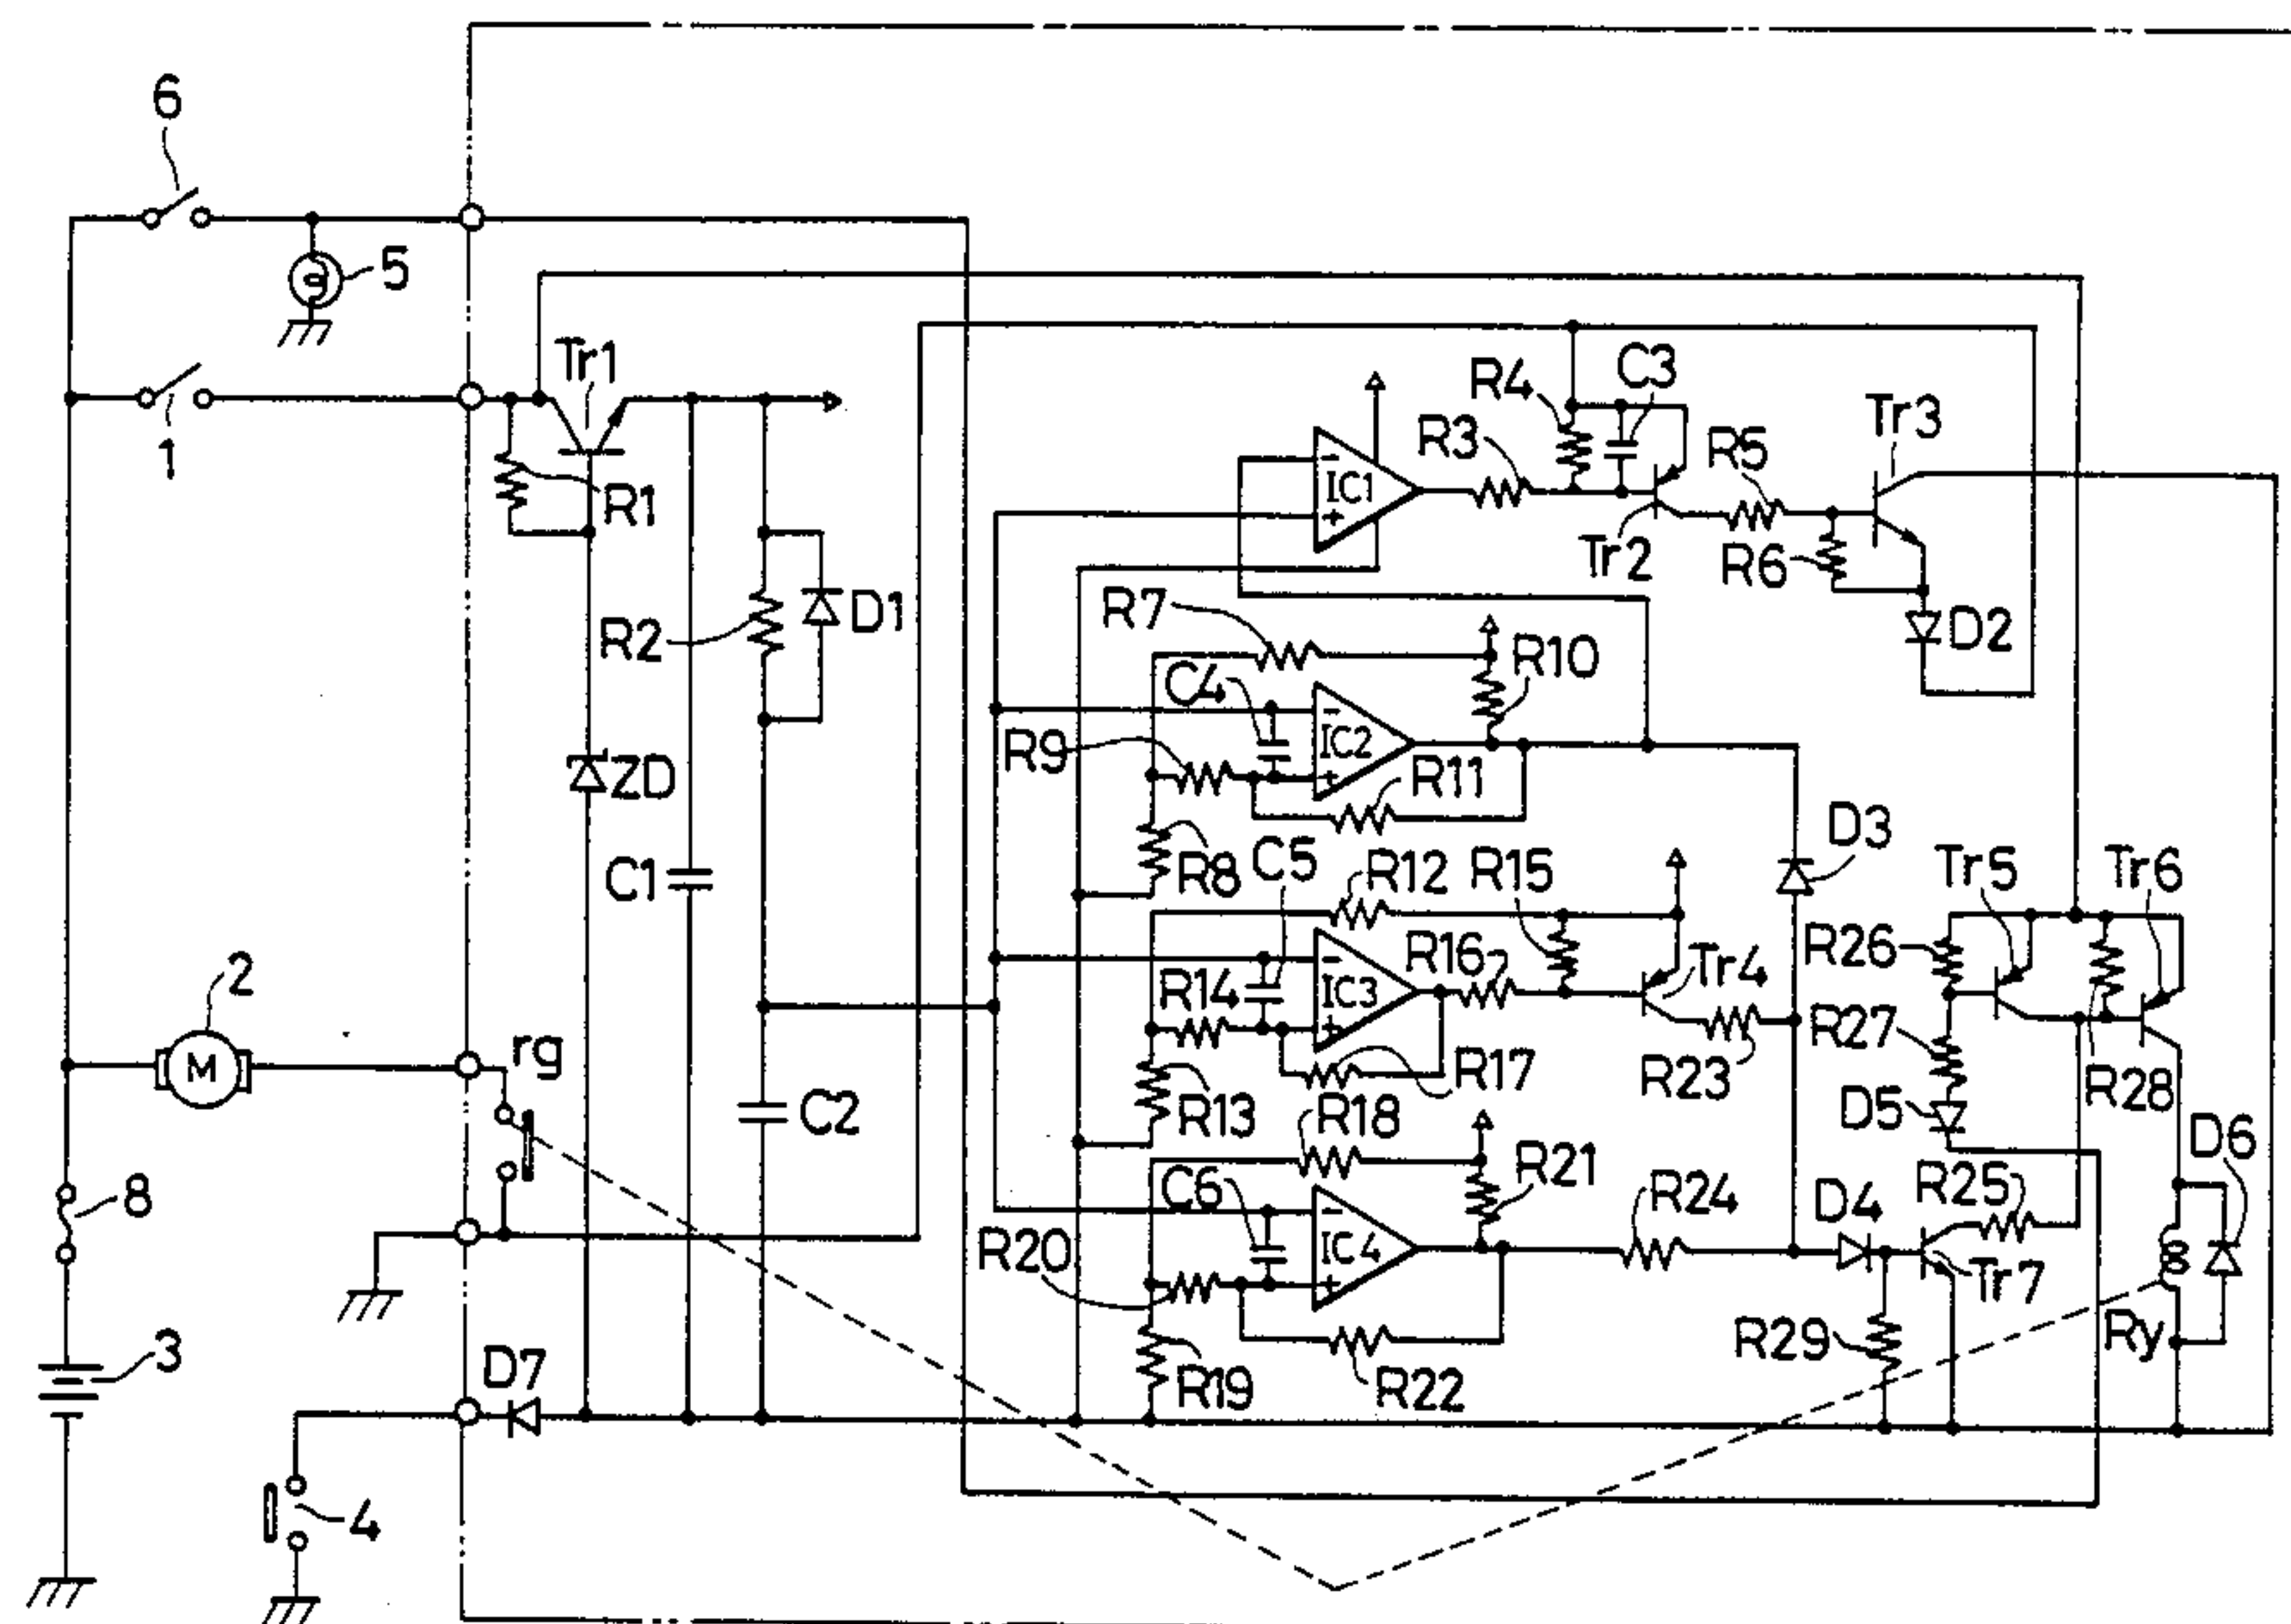 6
5
Tr1
1
R1
R4
C3
R3
Tr3
R5
IC1
-
+
Tr2
R6
D2
R2
D1
R7
R10
C4
R9
-
IC2
+
R11
ZD
C1
R8
C5
R12
R15
D3
Tr5
Tr6
R26
R16
Tr4
R14
-
IC3
+
R27
R23
R28
R17
R13
D5
2
M
rg
C2
R18
D6
8
C6
R21
R24
D4
R25
R20
-
IC4
+
Tr7
R29
Ry
3
D7
R19
R22
4